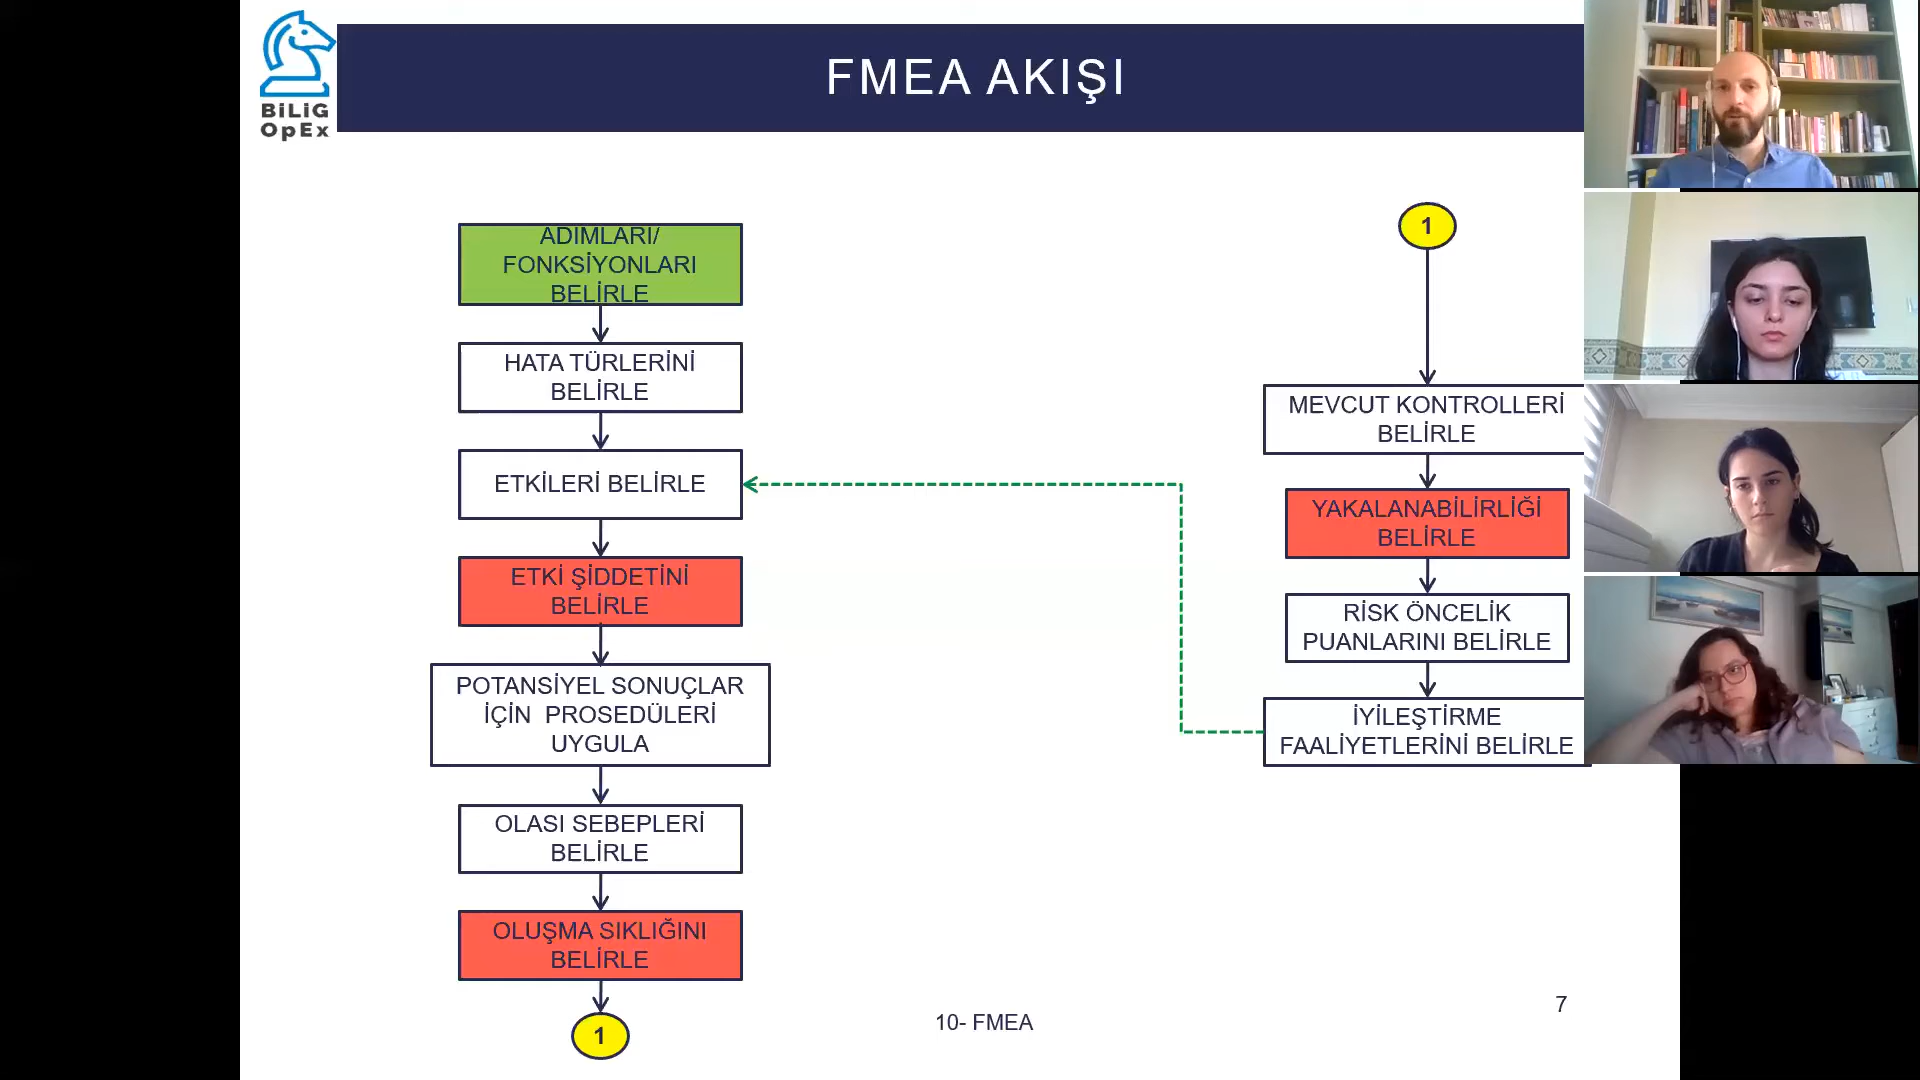 BiLiG
OpEx
FMEA AKIŞI
ADIMLARI/
FONKSİYONLARI
BELİRLE
HATA TÜRLERİNİ
BELİRLE
ETKİLERİ BELİRLE
ETKİ ŞİDDETİNİ
BELİRLE
POTANSİYEL SONUÇLAR
İÇİN PROSEDÜLERİ
UYGULA
OLASI SEBEPLERİ
BELİRLE
OLUŞMA SIKLIĞINI
BELİRLE
1
1
MEVCUT KONTROLLERİ
BELİRLE
YAKALANABİLİRLİĞİ
BELİRLE
RİSK ÖNCELİK
PUANLARINI BELİRLE
İYİLEŞTİRME
FAALİYETLERİNİ BELİRLE
10- FMEA
7